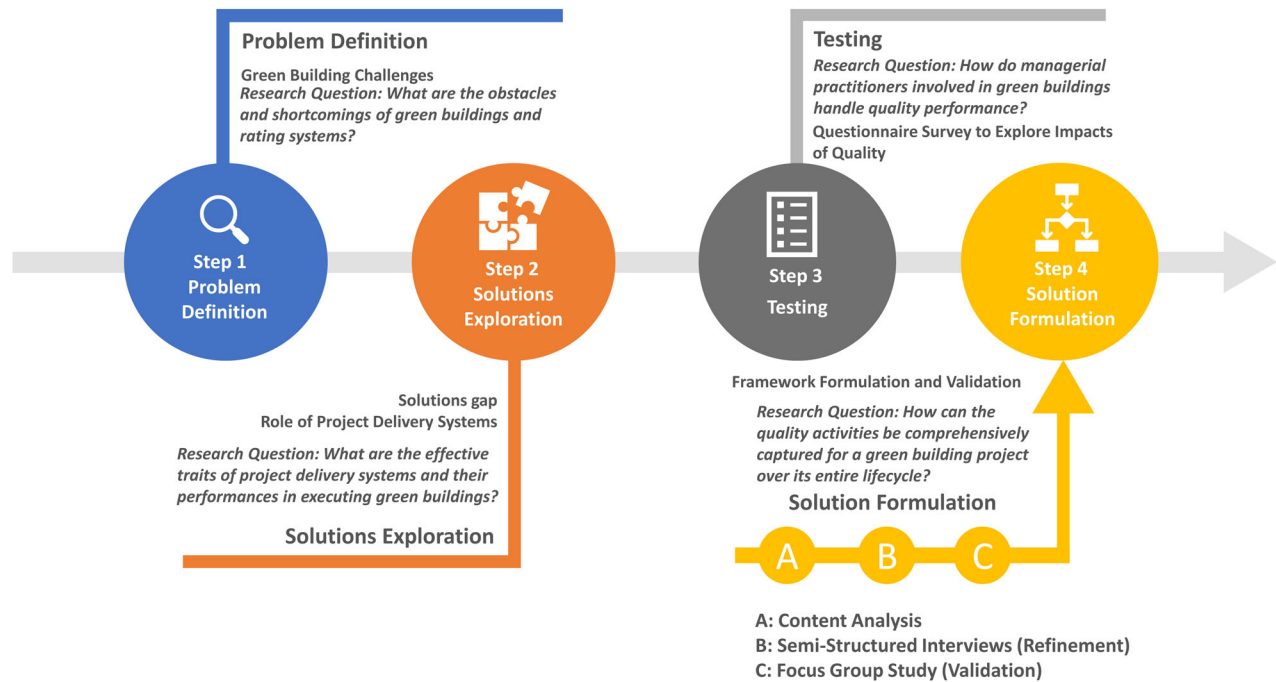 Problem Definition
Green Building Challenges
Research Question: What are the obstacles
and shortcomings of green buildings and
rating systems?
Testing
Research Question: How do managerial
practitioners involved in green buildings
handle quality performance?
Questionnaire Survey to Explore Impacts
of Quality
Step 1
Problem
Definition
Step 2
Solutions
Exploration
Step 3
Testing
Step 4
Solution
Formulation
Solutions gap
Role of Project Delivery Systems
Research Question: What are the effective
traits of project delivery systems and their
performances in executing green buildings?
Solutions Exploration
Framework Formulation and Validation
Research Question: How can the
quality activities be comprehensively
captured for a green building project
over its entire lifecycle?
Solution Formulation
A
B
C
A: Content Analysis
B: Semi-Structured Interviews (Refinement)
C: Focus Group Study (Validation)